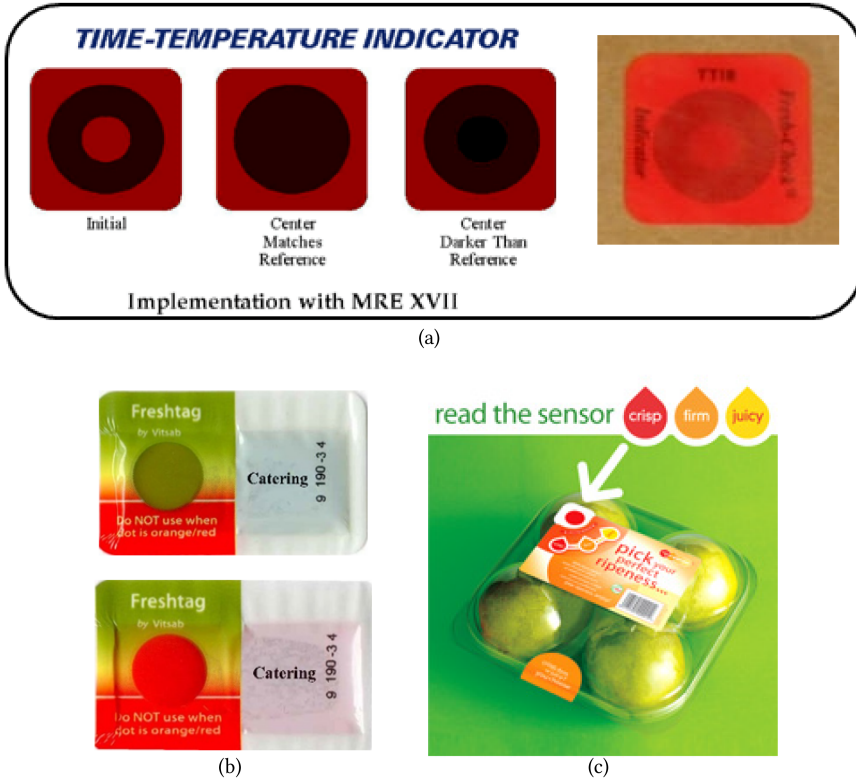 TIME-TEMPERATURE INDICATOR
Initial
Center
Matches
Reference
Center
Darker Than
Reference
TTI8
Fresh-Check®
Indicator
Implementation with MRE XVII
(a)
Freshtag
by Vitsab
Do NOT use when
dot is orange/red
Catering
9 190-3 4
Freshtag
by Vitsab
Do NOT use when
dot is orange/red
Catering
9 190-3 4
(b)
read the sensor
crisp
firm
juicy
pick your
perfect
ripeness...
(c)